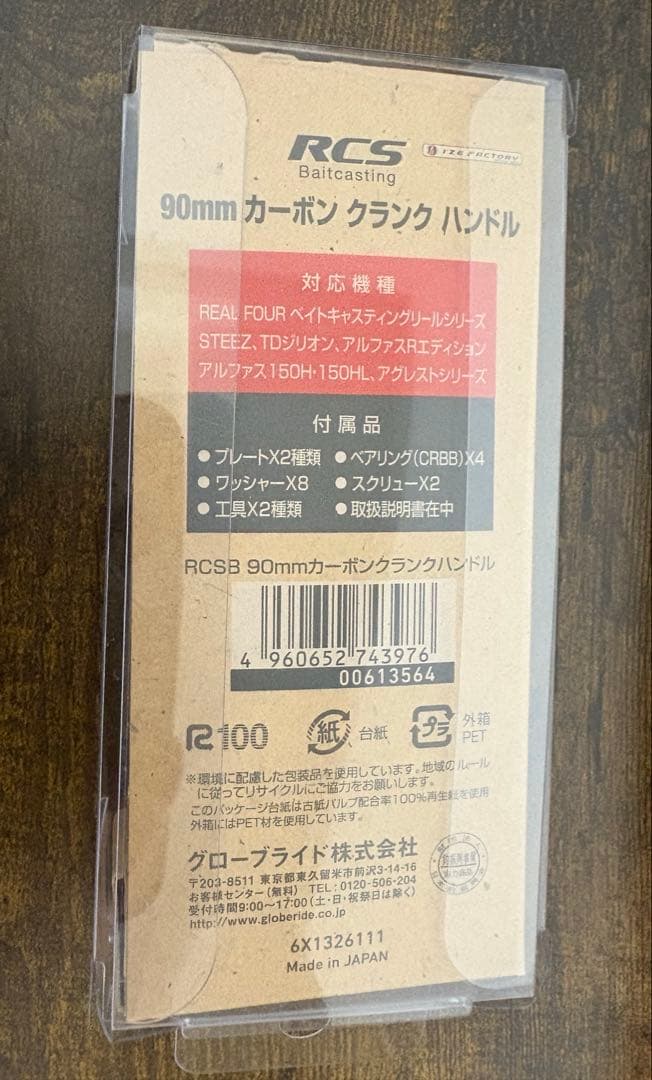 RCS IZE FACTORY
Baitcasting
90mm カーボン クランク ハンドル
対応機種
REAL FOUR ベイトキャスティングリールシリーズ
STEEZ、TDジリオン、アルファスRエディション
アルファス150H・150HL、アグレストシリーズ
付属品
●プレートX2種類 ●ベアリング(CRBB)X4
●ワッシャーX8 ●スクリューX2
●工具X2種類 ●取扱説明書在中
RCSB 90mmカーボンクランクハンドル
4 960652 743976
00613564
R100 紙 台紙 プラ 外箱
PET
※環境に配慮した包装品を使用しています。地域のルール
に従ってリサイクルにご協力をお願いします。
このパッケージ台紙は古紙パルプ配合率100%再生紙を使用
外箱にはPET材を使用しています。
グローブライド株式会社
〒203-8511 東京都東久留米市前沢3-14-16
お客様センター(無料) TEL:0120-506-204
受付時間9:00〜17:00(土・日・祝祭日は除く)
http://www.globeride.co.jp
6X1326111
Made in JAPAN